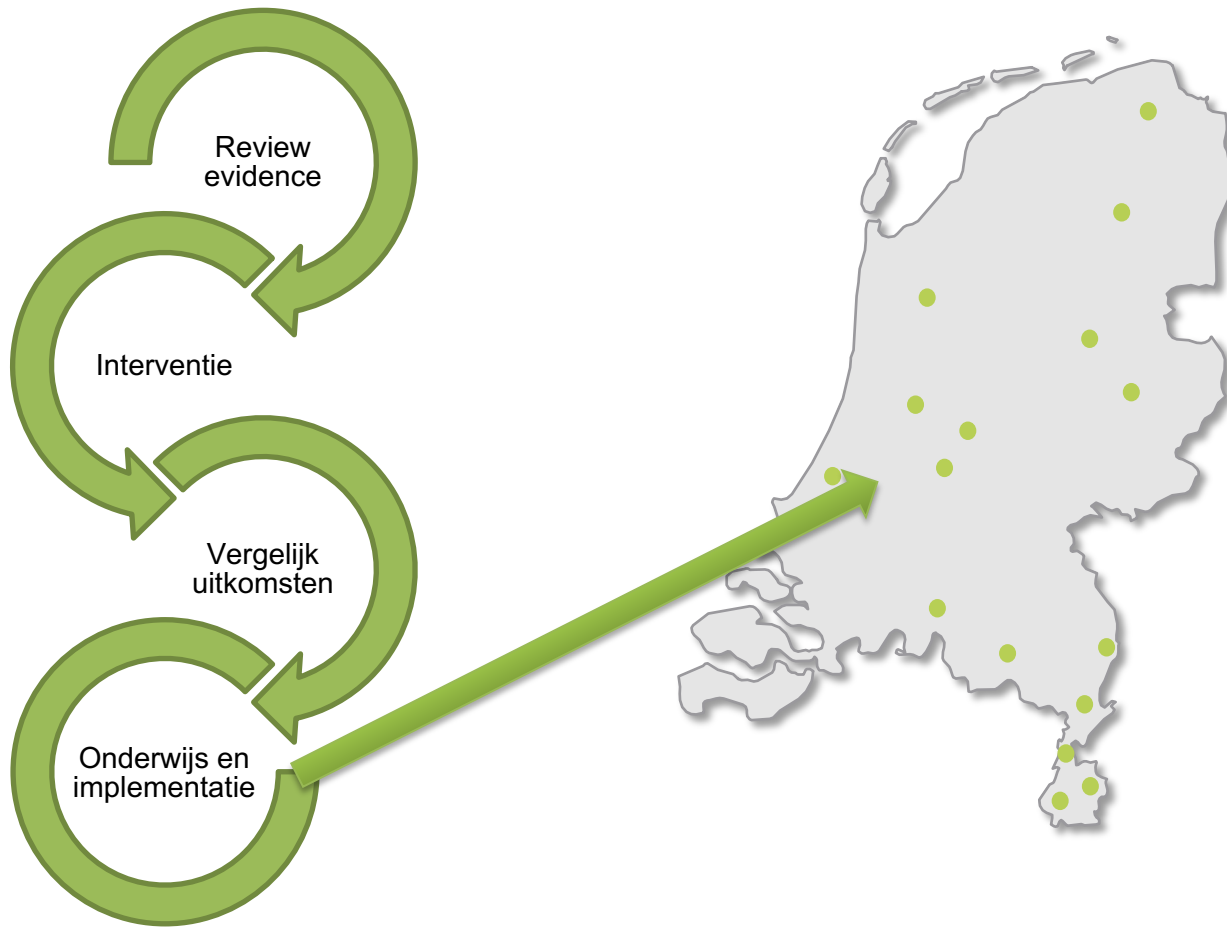 Review
evidence
Interventie
Vergelijk
uitkomsten
Onderwijs en
implementatie